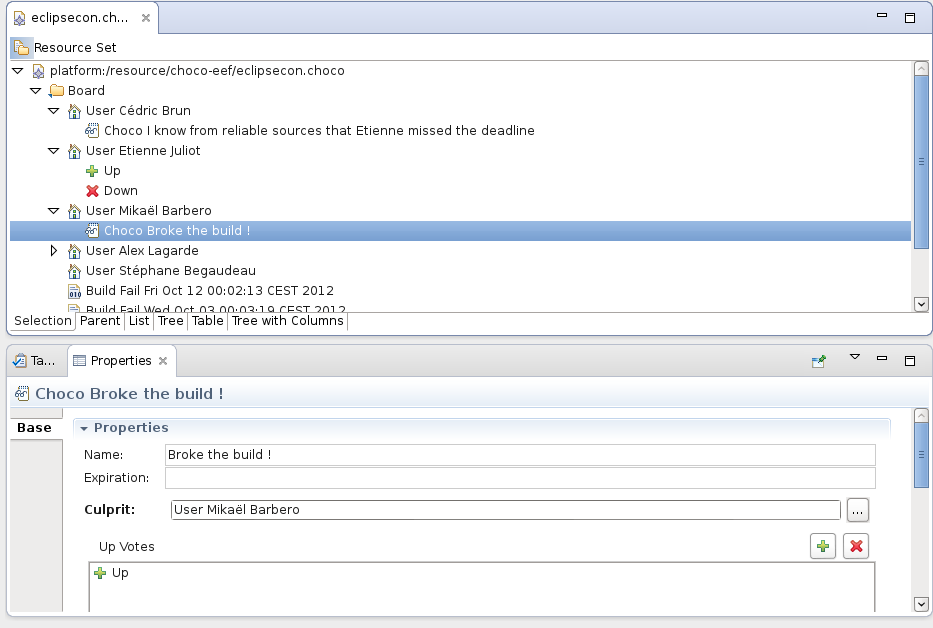 eclipsecon.ch...
Resource Set
platform:/resource/choco-eef/eclipsecon.choco
Board
User Cédric Brun
Choco I know from reliable sources that Etienne missed the deadline
User Etienne Juliot
Up
Down
User Mikaël Barbero
Choco Broke the build !
User Alex Lagarde
User Stéphane Begaudeau
Build Fail Fri Oct 12 00:02:13 CEST 2012
Build Fail Wed Oct 03 00:03:19 CEST 2012
Selection Parent List Tree Table Tree with Columns
Ta... Properties
Choco Broke the build !
Base
Properties
Name: Broke the build !
Expiration:
Culprit: User Mikaël Barbero ...
Up Votes
Up